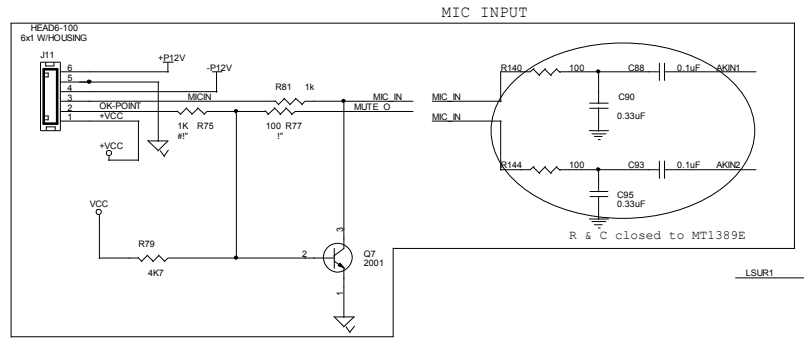 MIC INPUT
HEAD6-100
6x1 W/HOUSING
J11
6
5
4
3
2
1
+P12V
-P12V
MICIN
OK-POINT
+VCC
+VCC
R81 1k
MIC_IN
MUTE_O
1K R75
#!"
100 R77
!"
VCC
R79
4K7
2
3
1
Q7
2001
MIC_IN
MIC_IN
R140 100 C88 0.1uF AKIN1
C90
0.33uF
R144 100 C93 0.1uF AKIN2
C95
0.33uF
R & C closed to MT1389E
LSUR1